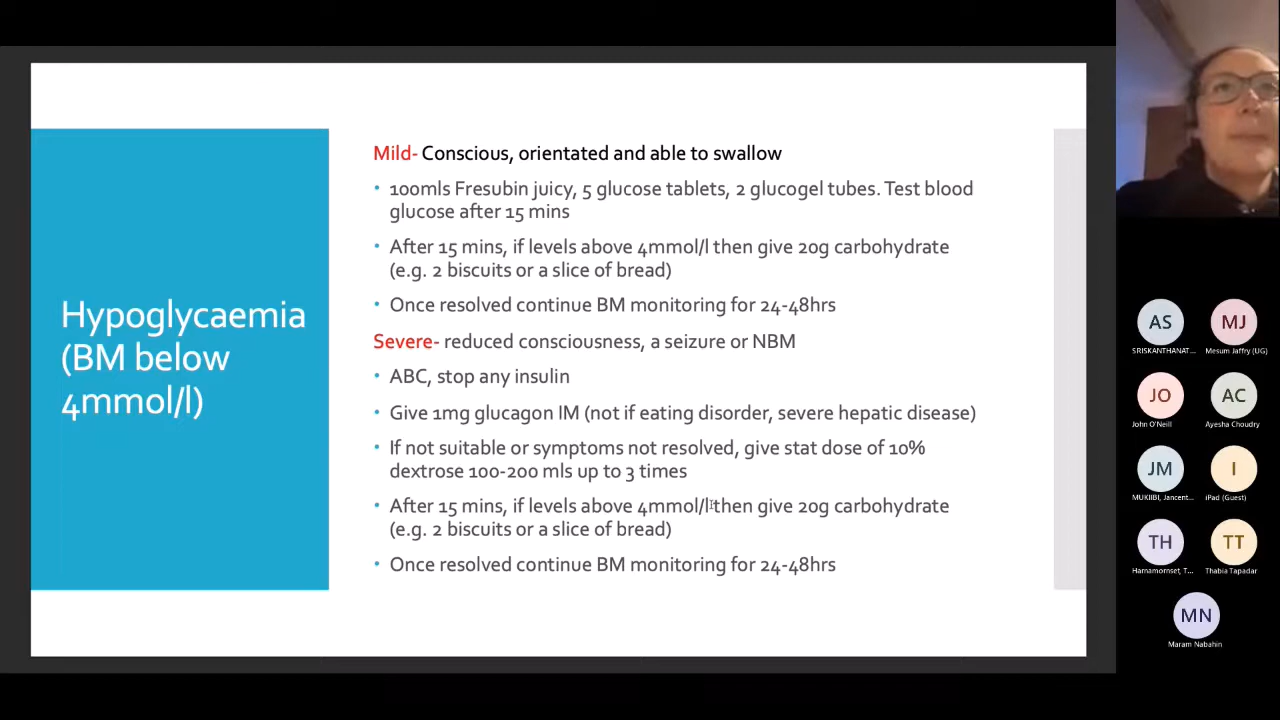 Hypoglycaemia
(BM below
4mmol/l)
Mild- Conscious, orientated and able to swallow
• 100mls Fresubin juicy, 5 glucose tablets, 2 glucogel tubes. Test blood
glucose after 15 mins
• After 15 mins, if levels above 4mmol/l then give 20g carbohydrate
(e.g. 2 biscuits or a slice of bread)
• Once resolved continue BM monitoring for 24-48hrs
Severe- reduced consciousness, a seizure or NBM
• ABC, stop any insulin
• Give 1mg glucagon IM (not if eating disorder, severe hepatic disease)
• If not suitable or symptoms not resolved, give stat dose of 10%
dextrose 100-200 mls up to 3 times
• After 15 mins, if levels above 4mmol/l then give 20g carbohydrate
(e.g. 2 biscuits or a slice of bread)
• Once resolved continue BM monitoring for 24-48hrs
AS
SRISKANTHANAT...
MJ
Mesum Jaffry (UG)
JO
John O'Neill
AC
Ayesha Choudry
JM
MUKIIBI, Jancent...
I
iPad (Guest)
TH
Harnamornset, T...
TT
Thabia Tapadar
MN
Maram Nabahin